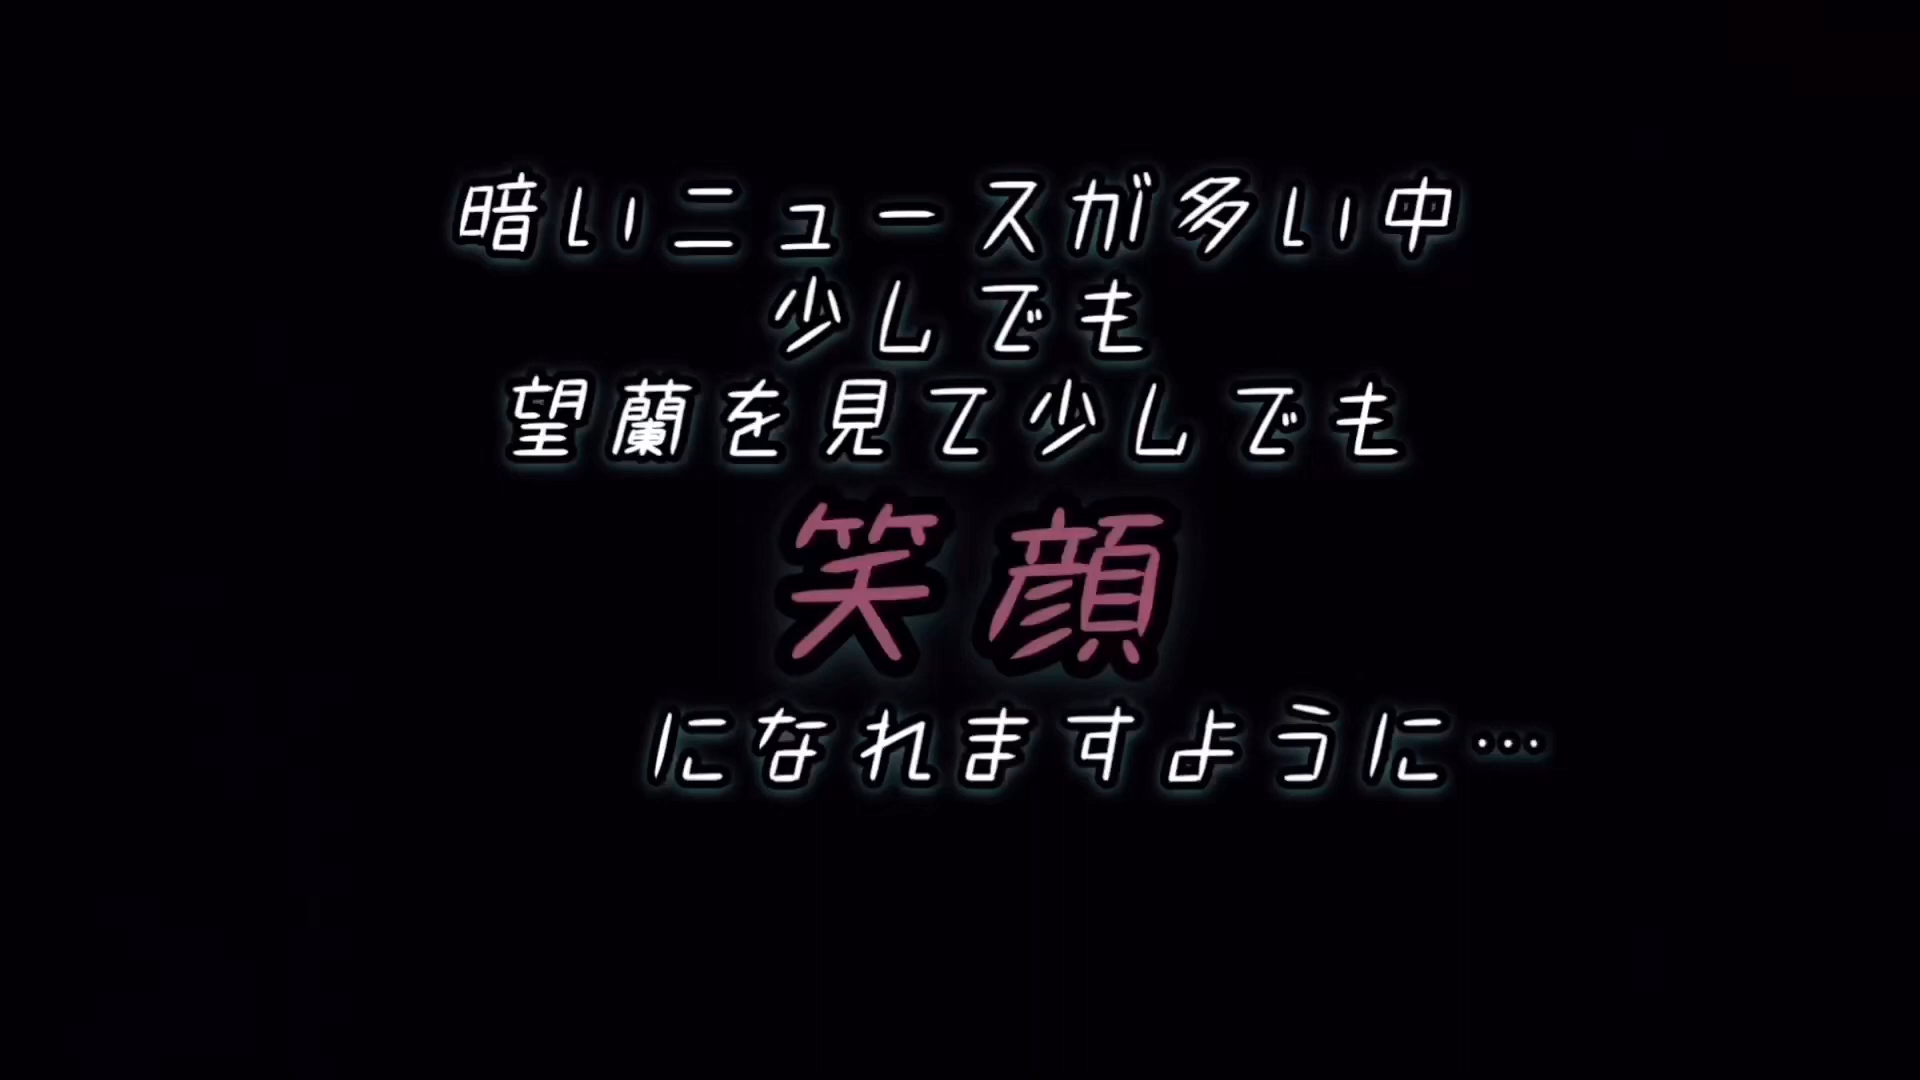 暗いニュースが多い中
少しでも
望蘭を見て少しでも
笑顔
になれますように…